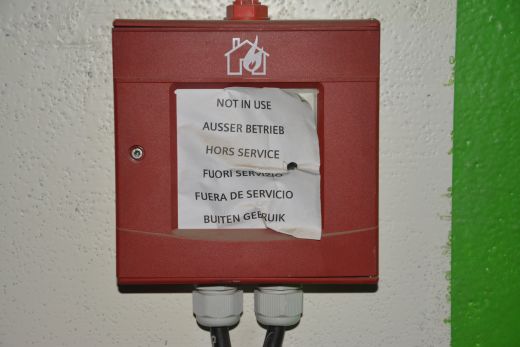 NOT IN USE
AUSSER BETRIEB
HORS SERVICE
FUORI SERVIZIO
FUERA DE SERVICIO
BUITEN GEBRUIK